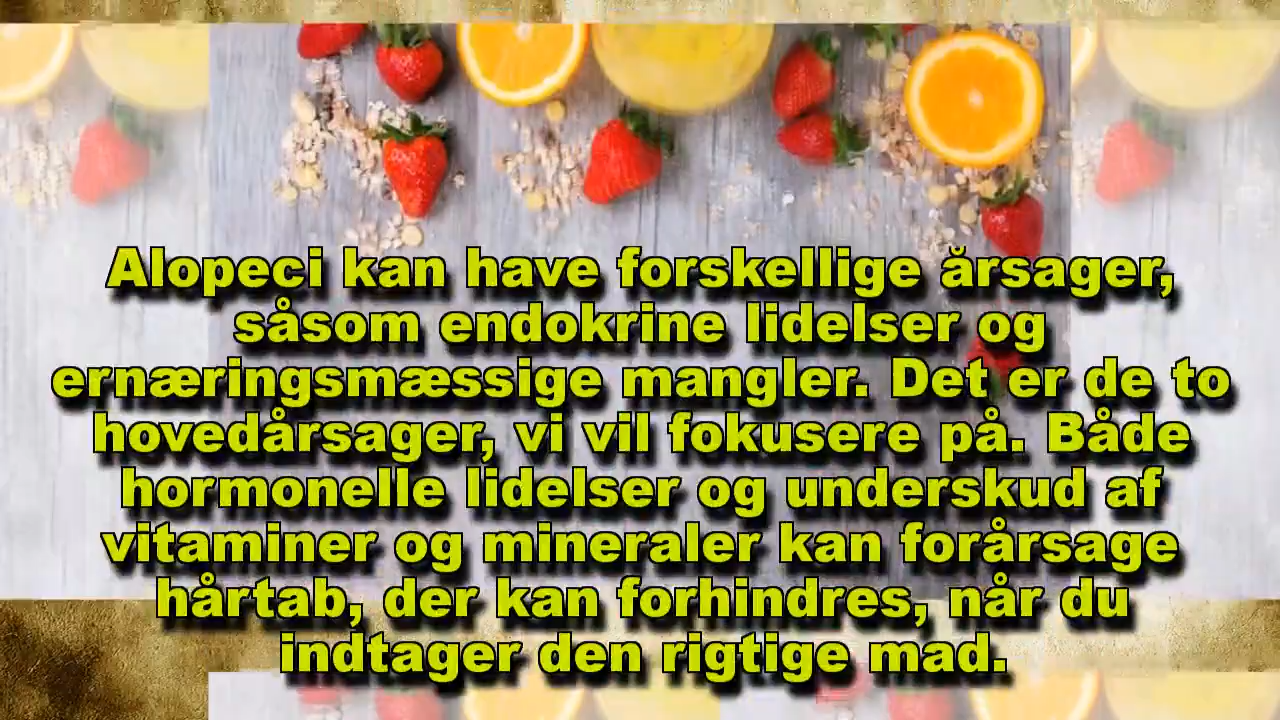 Alopeci kan have forskellige årsager,
såsom endokrine lidelser og
ernæringsmæssige mangler. Det er de to
hovedårsager, vi vil fokusere på. Både
hormonelle lidelser og underskud af
vitaminer og mineraler kan forårsage
hårtab, der kan forhindres, når du
indtager den rigtige mad.